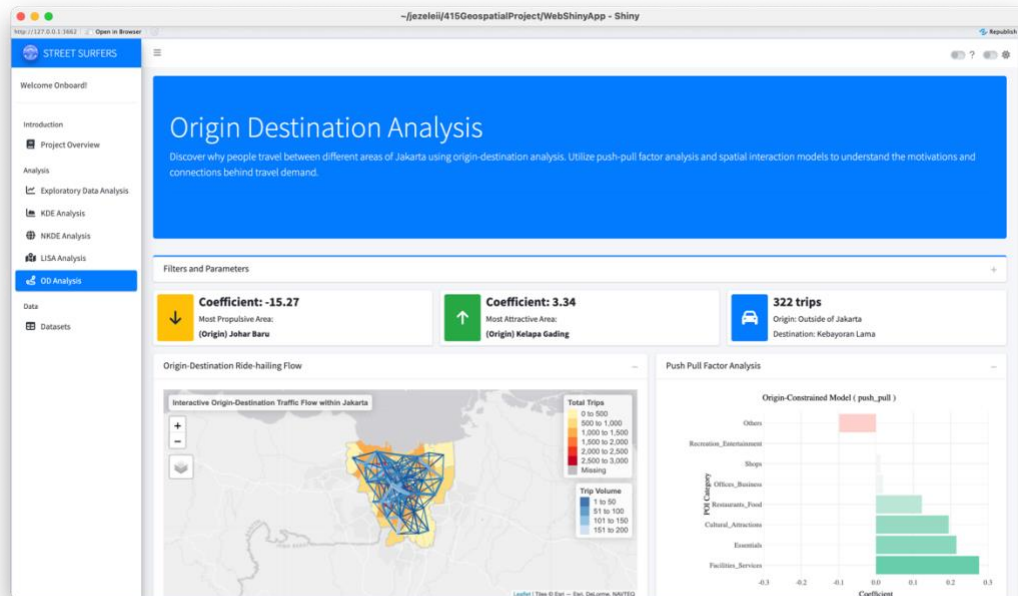 ~/jezeleii/415GeospatialProject/WebShinyApp - Shiny
http://127.0.0.1:3662
Open in Browser
Republish
STREET SURFERS
?
Welcome Onboard!
Introduction
Project Overview
Analysis
Exploratory Data Analysis
KDE Analysis
NKDE Analysis
LISA Analysis
OD Analysis
Data
Datasets
Origin Destination Analysis
Discover why people travel between different areas of Jakarta using origin-destination analysis. Utilize push-pull factor analysis and spatial interaction models to understand the motivations and
connections behind travel demand.
Filters and Parameters
Coefficient: -15.27
Most Propulsive Area:
(Origin) Johar Baru
Coefficient: 3.34
Most Attractive Area:
(Origin) Kelapa Gading
322 trips
Origin: Outside of Jakarta
Destination: Kebayoran Lama
Origin-Destination Ride-hailing Flow
Interactive Origin-Destination Traffic Flow within Jakarta
+
−
Total Trips
0 to 500
500 to 1,000
1,000 to 1,500
1,500 to 2,000
2,000 to 2,500
2,500 to 3,000
Missing
Trip Volume
1 to 50
51 to 100
101 to 150
151 to 200
Leaflet | Tiles © Esri — Esri, DeLorme, NAVTEQ
Push Pull Factor Analysis
Origin-Constrained Model ( push_pull )
POI Category
Others
Recreation_Entertainment
Shops
Offices_Business
Restaurants_Food
Cultural_Attractions
Essentials
Facilities_Services
-0.3 -0.2 -0.1 0.0 0.1 0.2 0.3
Coefficient